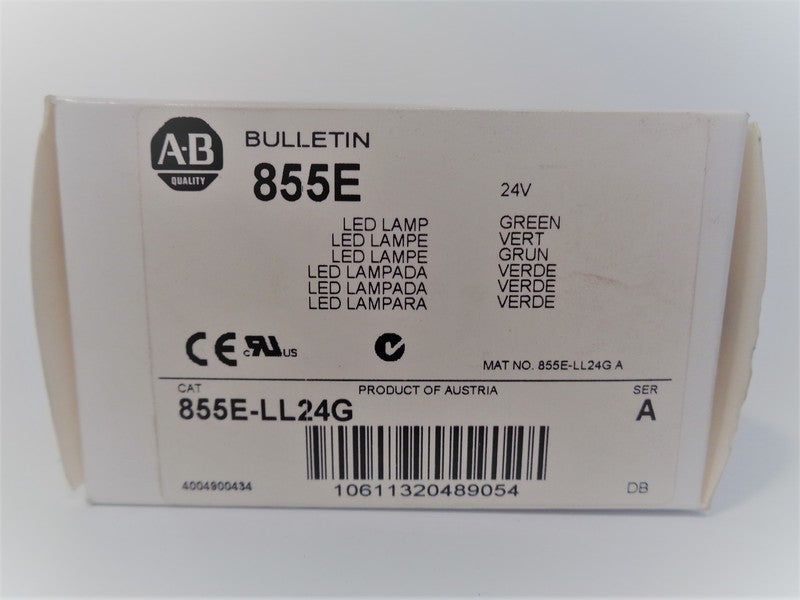 A-B
QUALITY
BULLETIN
855E
24V
LED LAMP GREEN
LED LAMPE VERT
LED LAMPE GRUN
LED LAMPADA VERDE
LED LAMPADA VERDE
LED LAMPARA VERDE
CE c RU US
MAT NO. 855E-LL24G A
CAT PRODUCT OF AUSTRIA SER
855E-LL24G A
4004900434 10611320489054 DB